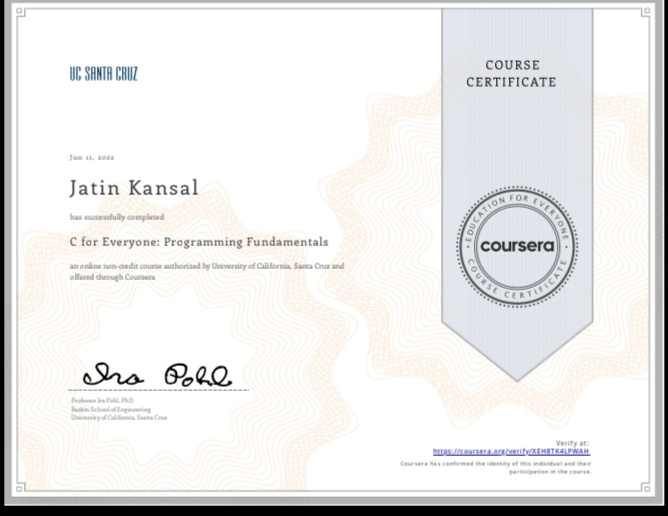 UC SANTA CRUZ
COURSE
CERTIFICATE
Jun 11, 2022
Jatin Kansal
has successfully completed
C for Everyone: Programming Fundamentals
an online non-credit course authorized by University of California, Santa Cruz and
offered through Coursera
EDUCATION FOR EVERYONE
coursera
COURSE CERTIFICATE
Ira Pohl
Professor Ira Pohl, PhD
Baskin School of Engineering
University of California, Santa Cruz
Verify at:
https://coursera.org/verify/XEH8TK4LPWAH
Coursera has confirmed the identity of this individual and their
participation in the course.